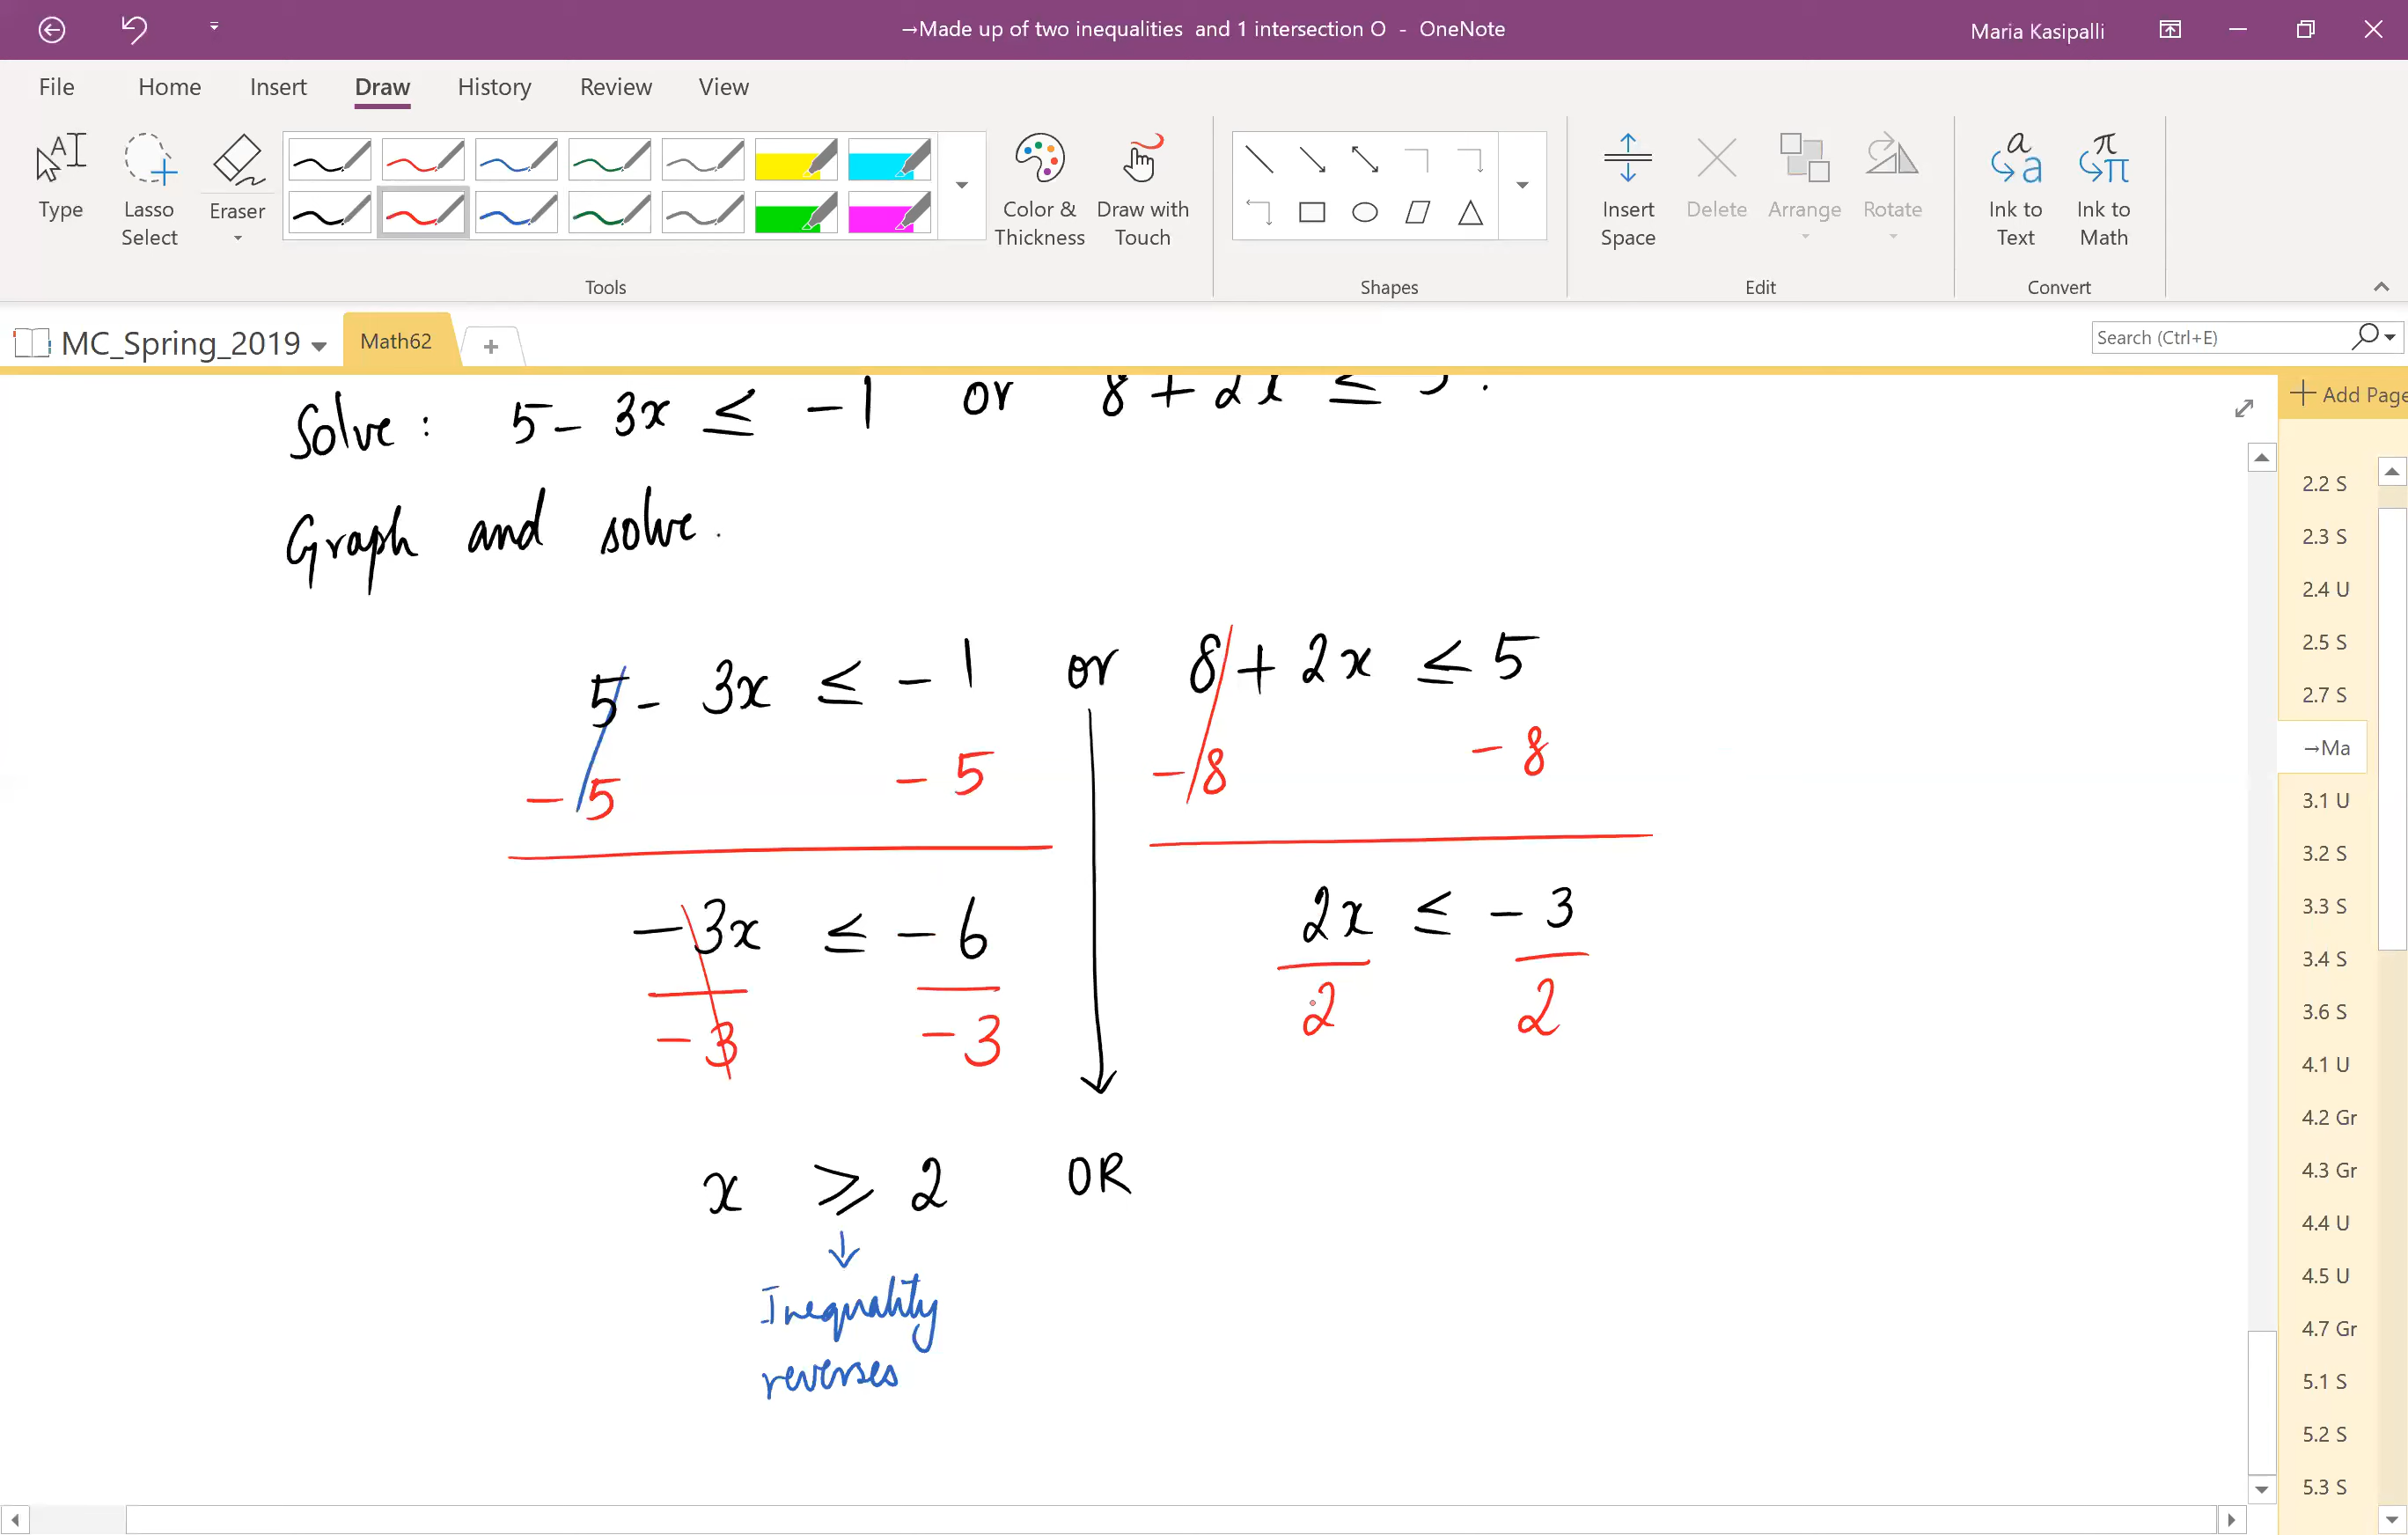 →Made up of two inequalities and 1 intersection O - OneNote
Maria Kasipalli
File Home Insert Draw History Review View
Type
Lasso Select
Eraser
Color & Thickness
Draw with Touch
Insert Space
Delete
Arrange
Rotate
Ink to Text
Ink to Math
Tools
Shapes
Edit
Convert
MC_Spring_2019
Math62
+
Search (Ctrl+E)
Solve : 5 - 3x ≤ -1 or 8 + 2x ≤ 5 .
Graph and solve .
5 - 3x ≤ -1 or 8 + 2x ≤ 5
-5 -5 -8 -8
-3x ≤ -6 2x ≤ -3
-3 -3 2 2
x ≥ 2 OR
↓
Inequality
reverses
Add Page
2.2 S
2.3 S
2.4 U
2.5 S
2.7 S
→Ma
3.1 U
3.2 S
3.3 S
3.4 S
3.6 S
4.1 U
4.2 Gr
4.3 Gr
4.4 U
4.5 U
4.7 Gr
5.1 S
5.2 S
5.3 S